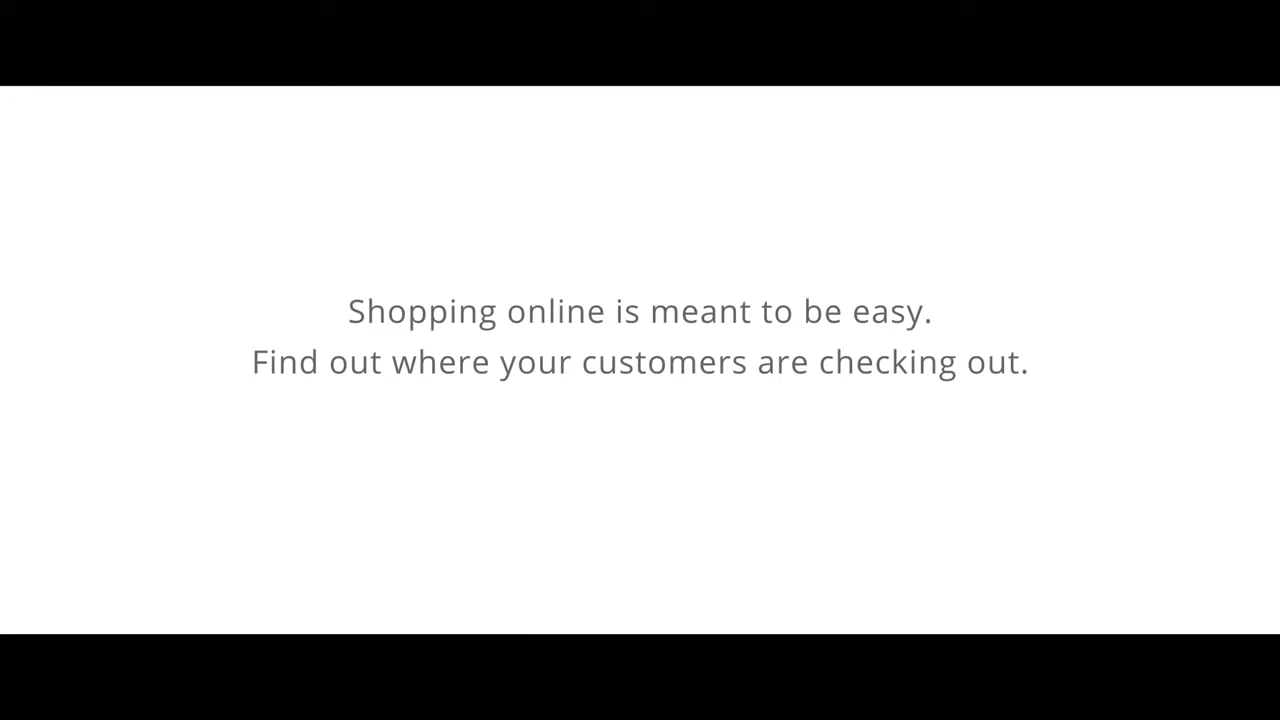 Shopping online is meant to be easy.
Find out where your customers are checking out.